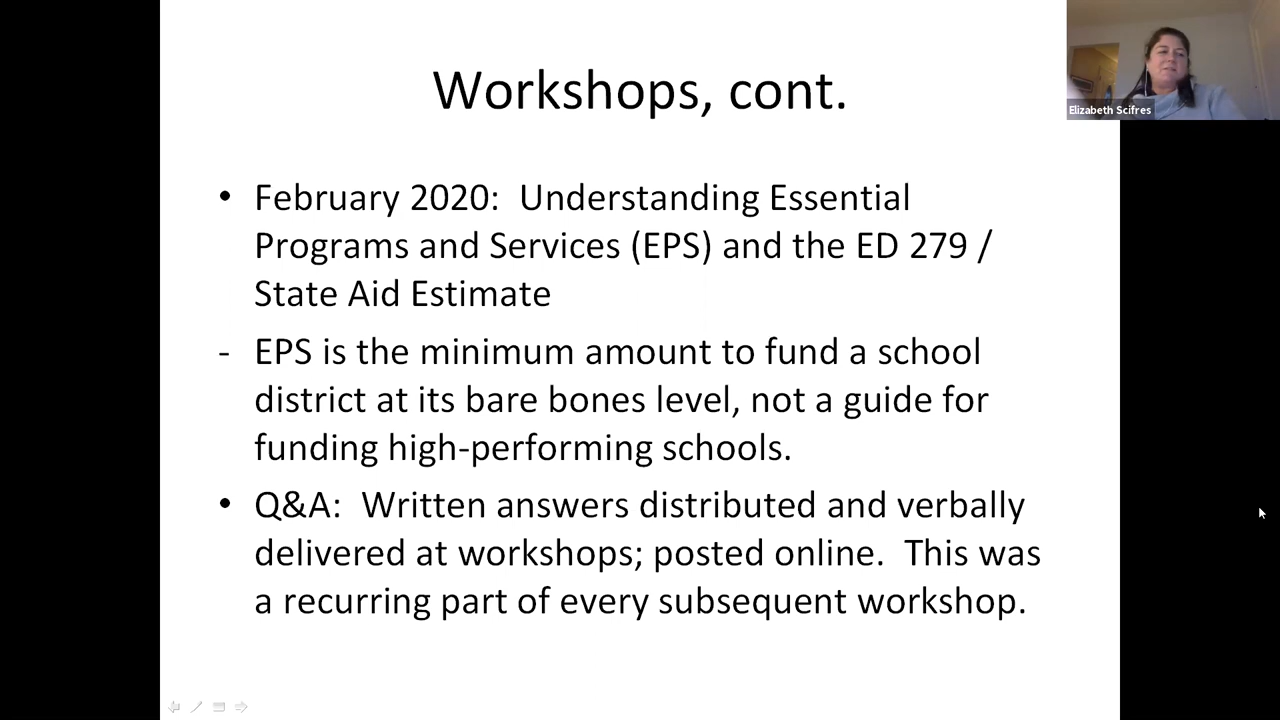 Workshops, cont.
Elizabeth Scifres
• February 2020:  Understanding Essential
Programs and Services (EPS) and the ED 279 /
State Aid Estimate
- EPS is the minimum amount to fund a school
district at its bare bones level, not a guide for
funding high-performing schools.
• Q&A:  Written answers distributed and verbally
delivered at workshops; posted online.  This was
a recurring part of every subsequent workshop.